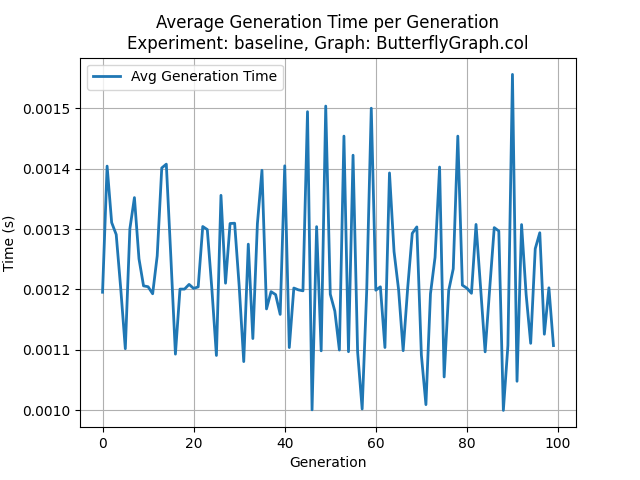 Average Generation Time per Generation
Experiment: baseline, Graph: ButterflyGraph.col
Avg Generation Time
Time (s)
0.0015
0.0014
0.0013
0.0012
0.0011
0.0010
0 20 40 60 80 100
Generation